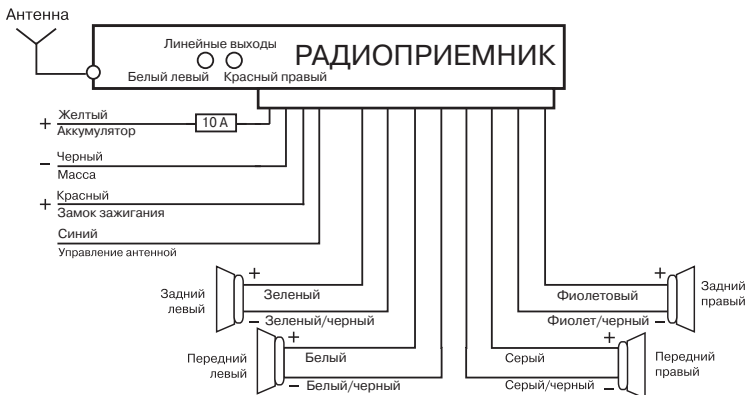 Антенна
Линейные выходы
РАДИОПРИЕМНИК
Белый левый Красный правый
+ Желтый
Аккумулятор
10 А
- Черный
Масса
+ Красный
Замок зажигания
Синий
Управление антенной
Задний
левый
+
Зеленый
- Зеленый/черный
Фиолетовый
+
Фиолет/черный -
Задний
правый
Передний
левый
+
Белый
- Белый/черный
Серый
+
Серый/черный -
Передний
правый